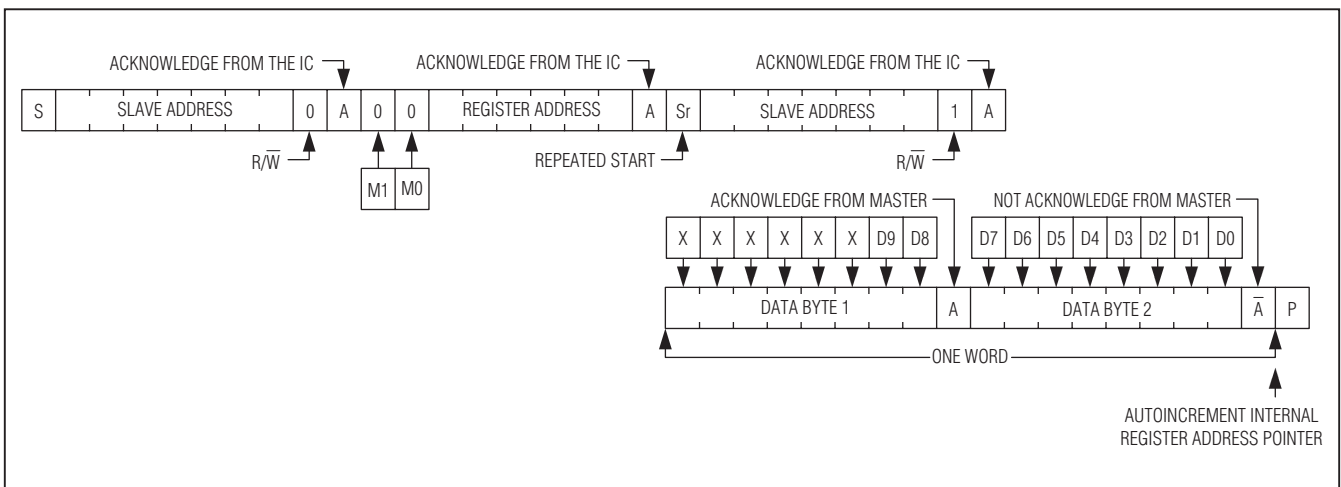 ACKNOWLEDGE FROM THE IC ACKNOWLEDGE FROM THE IC ACKNOWLEDGE FROM THE IC
S SLAVE ADDRESS 0 A 0 0 REGISTER ADDRESS A Sr SLAVE ADDRESS 1 A
R/W̅ REPEATED START R/W̅
M1 M0
ACKNOWLEDGE FROM MASTER NOT ACKNOWLEDGE FROM MASTER
X X X X X X D9 D8 D7 D6 D5 D4 D3 D2 D1 D0
DATA BYTE 1 A DATA BYTE 2 A̅ P
ONE WORD
AUTOINCREMENT INTERNAL
REGISTER ADDRESS POINTER